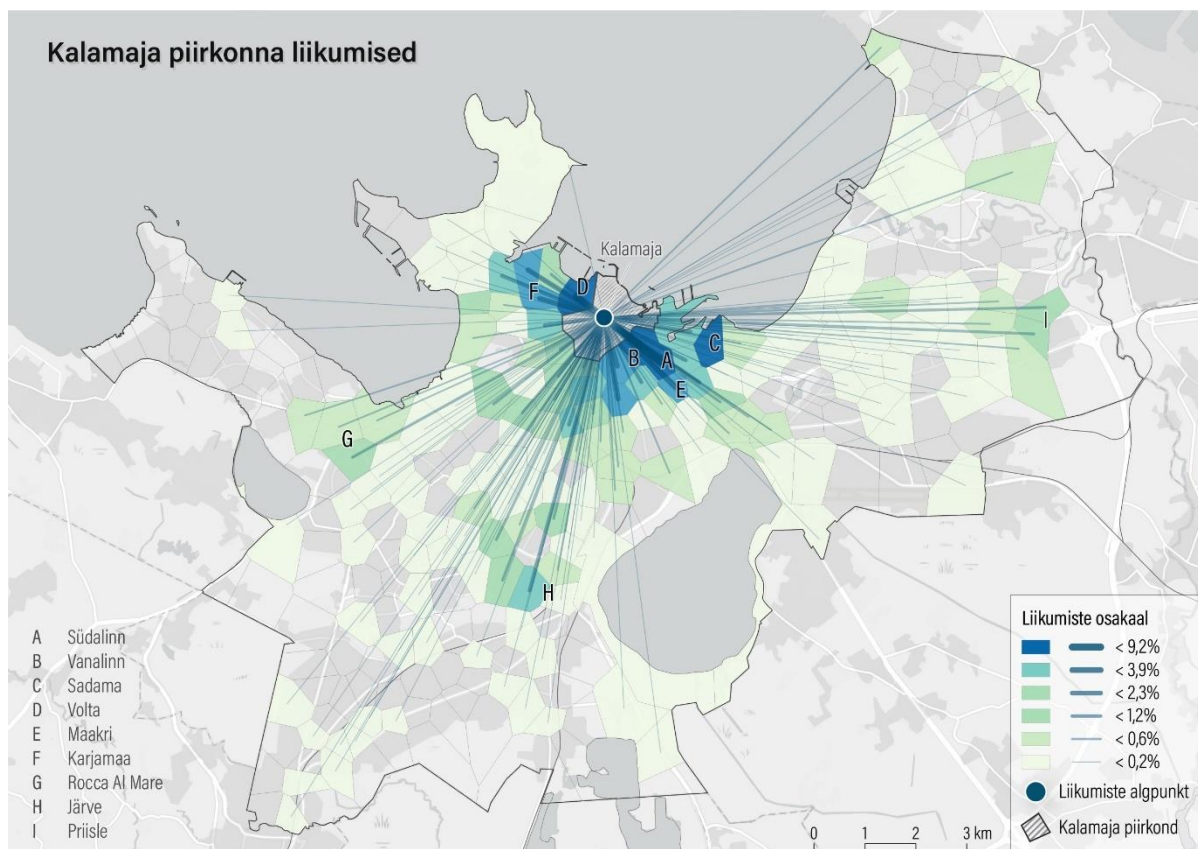 Kalamaja piirkonna liikumised
Kalamaja
D
F
B
A
C
E
I
G
H
A Südalinn
B Vanalinn
C Sadama
D Volta
E Maakri
F Karjamaa
G Rocca Al Mare
H Järve
I Priisle
Liikumiste osakaal
< 9,2%
< 3,9%
< 2,3%
< 1,2%
< 0,6%
< 0,2%
Liikumiste algpunkt
Kalamaja piirkond
0 1 2 3 km